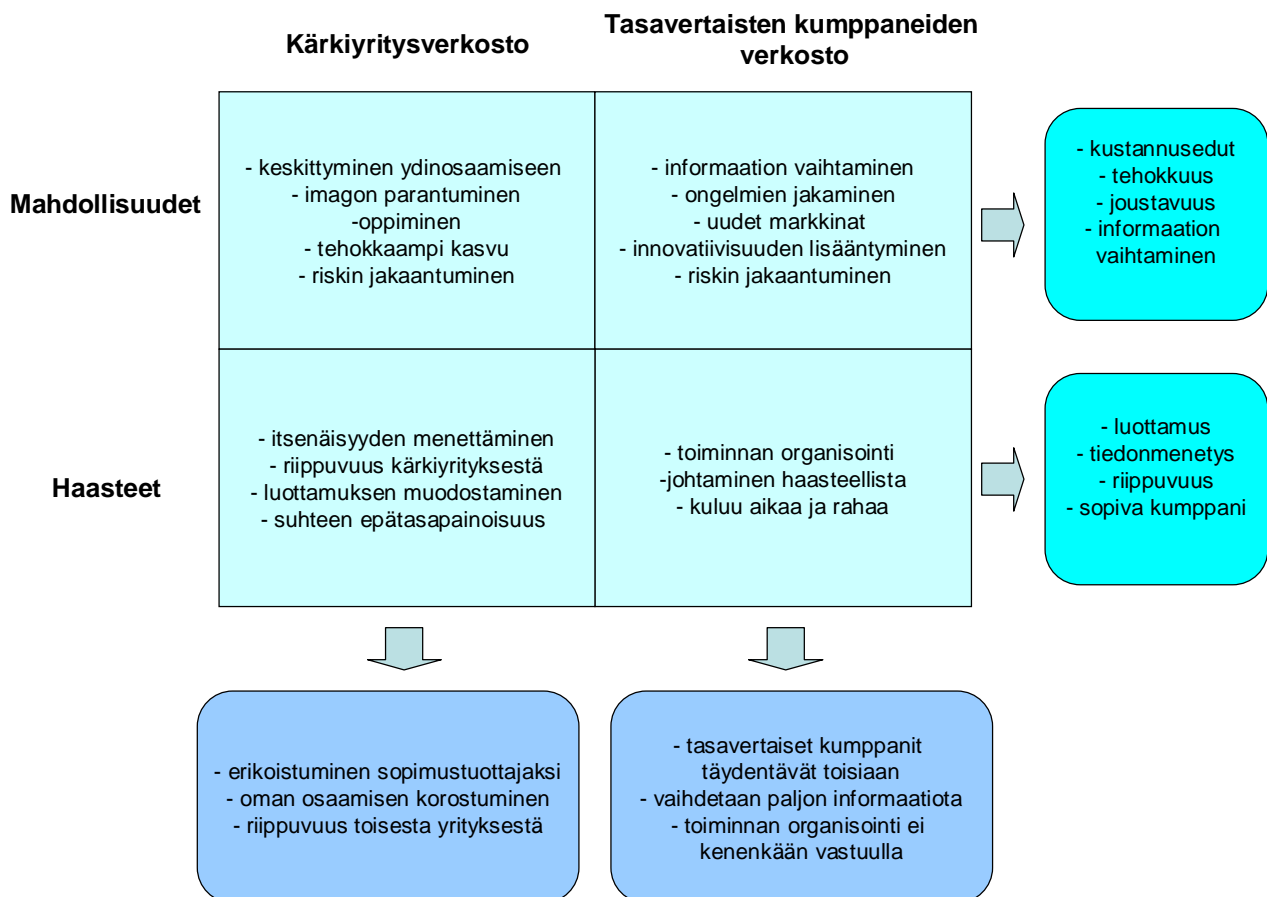 Kärkiyritysverkosto
Tasavertaisten kumppaneiden
verkosto
Mahdollisuudet
- keskittyminen ydinosaamiseen
- imagon parantuminen
-oppiminen
- tehokkaampi kasvu
- riskin jakaantuminen
- informaation vaihtaminen
- ongelmien jakaminen
- uudet markkinat
- innovatiivisuuden lisääntyminen
- riskin jakaantuminen
- kustannusedut
- tehokkuus
- joustavuus
- informaation
vaihtaminen
Haasteet
- itsenäisyyden menettäminen
- riippuvuus kärkiyrityksestä
- luottamuksen muodostaminen
- suhteen epätasapainoisuus
- toiminnan organisointi
-johtaminen haasteellista
- kuluu aikaa ja rahaa
- luottamus
- tiedonmenetys
- riippuvuus
- sopiva kumppani
- erikoistuminen sopimustuottajaksi
- oman osaamisen korostuminen
- riippuvuus toisesta yrityksestä
- tasavertaiset kumppanit
täydentävät toisiaan
- vaihdetaan paljon informaatiota
- toiminnan organisointi ei
kenenkään vastuulla